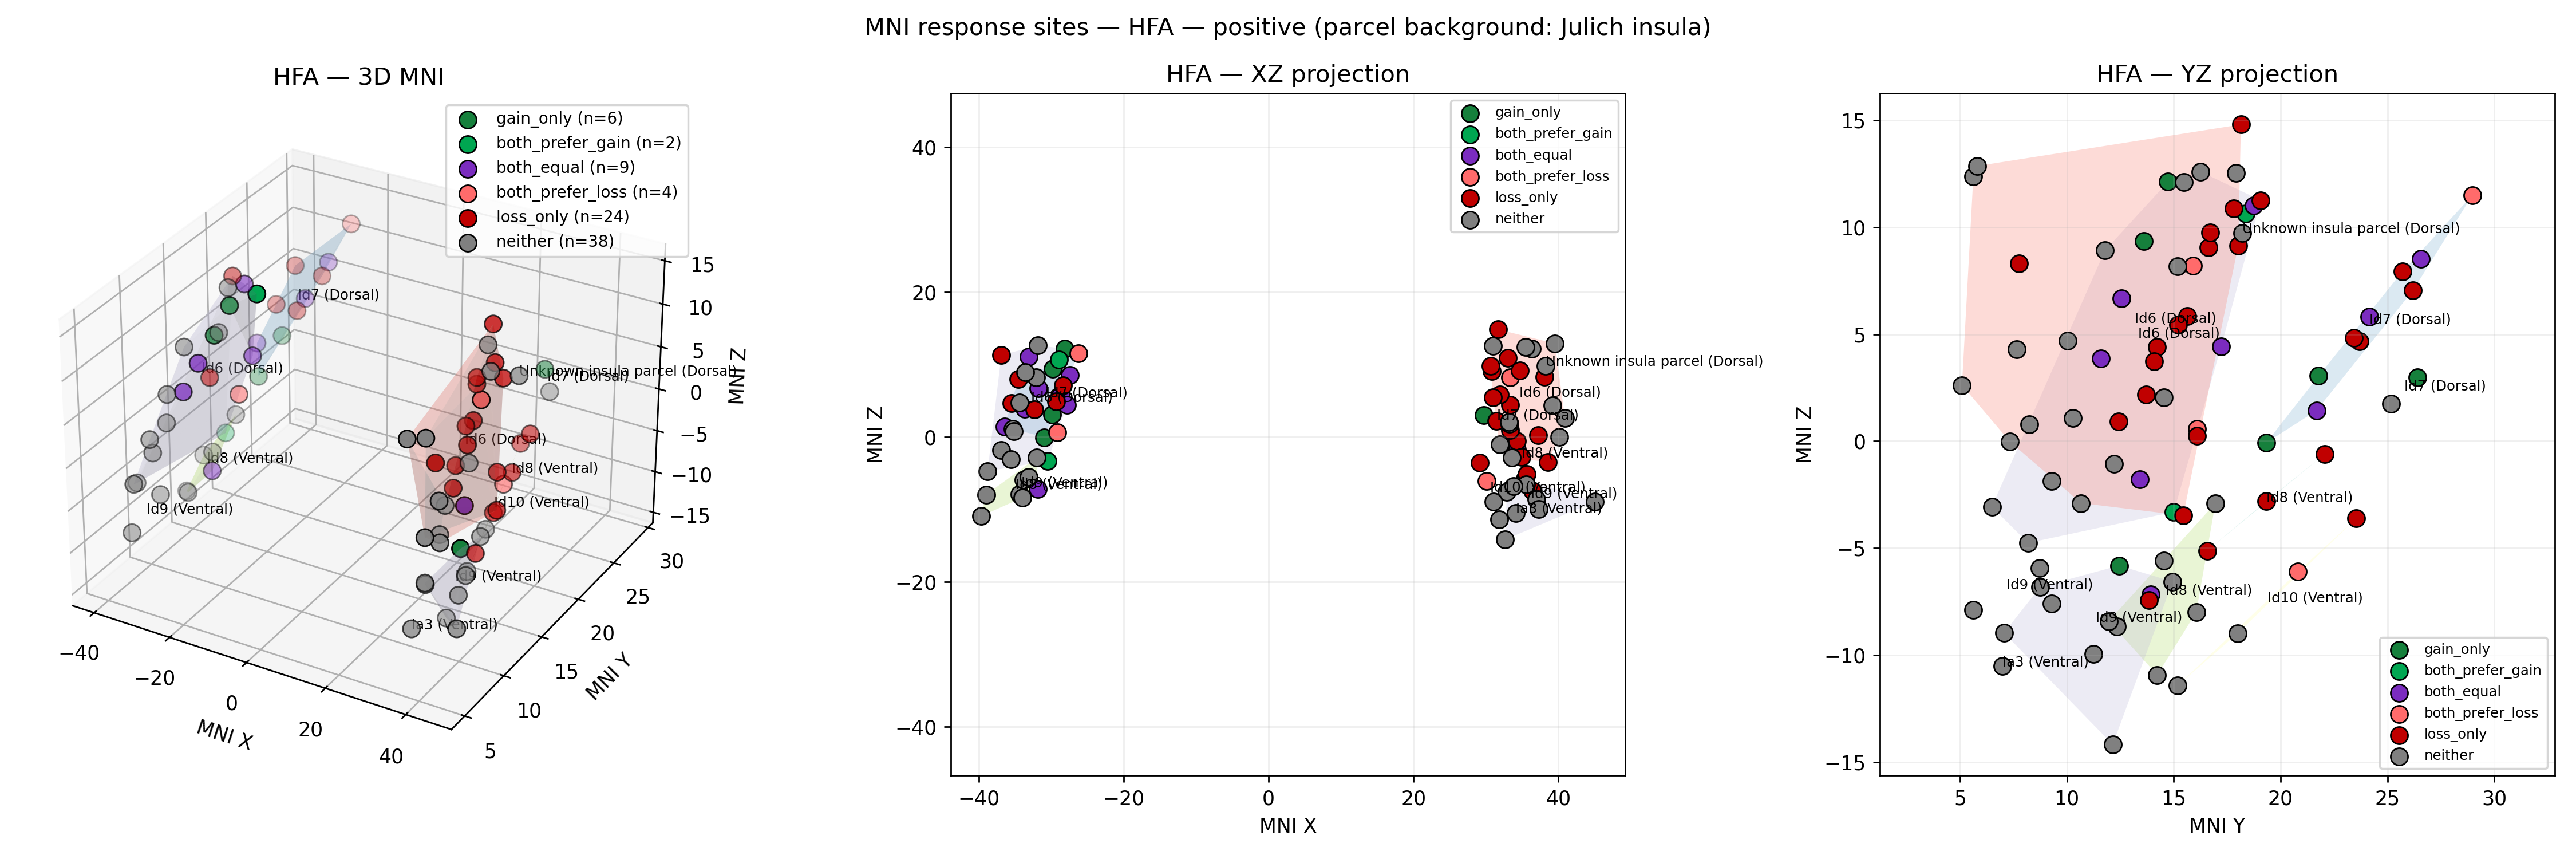 MNI response sites — HFA — positive (parcel background: Julich insula)
HFA — 3D MNI
gain_only (n=6)
both_prefer_gain (n=2)
both_equal (n=9)
both_prefer_loss (n=4)
loss_only (n=24)
neither (n=38)
Id7 (Dorsal)
Unknown insula parcel (Dorsal)
Id7 (Dorsal)
Id6 (Dorsal)
Id6 (Dorsal)
Id8 (Ventral)
Id8 (Ventral)
Id10 (Ventral)
Id9 (Ventral)
Id9 (Ventral)
Ia3 (Ventral)
15
10
5
0
−5
−10
−15
MNI Z
30
25
20
15
10
5
MNI Y
−40
−20
0
20
40
MNI X
HFA — XZ projection
gain_only
both_prefer_gain
both_equal
both_prefer_loss
loss_only
neither
40
20
0
−20
−40
MNI Z
Unknown insula parcel (Dorsal)
Id6 (Dorsal)
Id7 (Dorsal)
Id8 (Ventral)
Id10 (Ventral)
Id9 (Ventral)
Ia3 (Ventral)
−40
−20
0
20
40
MNI X
HFA — YZ projection
15
10
5
0
−5
−10
−15
MNI Z
Unknown insula parcel (Dorsal)
Id6 (Dorsal)
Id7 (Dorsal)
Id6 (Dorsal)
Id7 (Dorsal)
Id8 (Ventral)
Id9 (Ventral)
Id8 (Ventral)
Id10 (Ventral)
Id9 (Ventral)
Ia3 (Ventral)
gain_only
both_prefer_gain
both_equal
both_prefer_loss
loss_only
neither
5
10
15
20
25
30
MNI Y